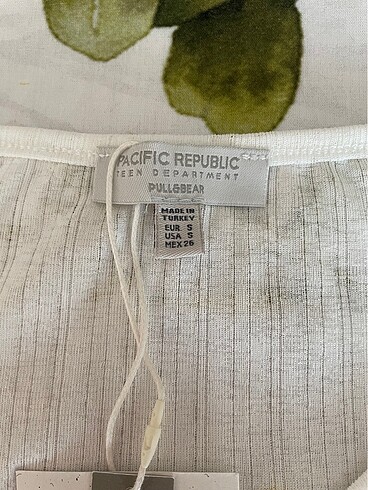 PACIFIC REPUBLIC
TEEN DEPARTMENT
PULL&BEAR
MADE IN
TURKEY
EUR S
USA S
MEX 26